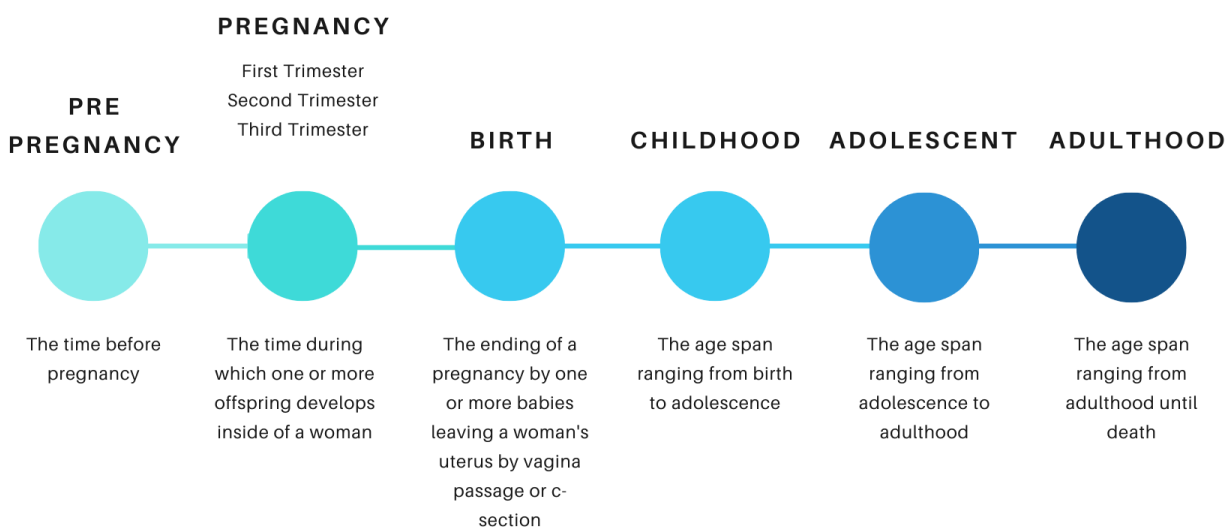 PRE
PREGNANCY
The time before
pregnancy
PREGNANCY
First Trimester
Second Trimester
Third Trimester
The time during
which one or more
offspring develops
inside of a woman
BIRTH
The ending of a
pregnancy by one
or more babies
leaving a woman's
uterus by vagina
passage or c-
section
CHILDHOOD
The age span
ranging from birth
to adolescence
ADOLESCENT
The age span
ranging from
adolescence to
adulthood
ADULTHOOD
The age span
ranging from
adulthood until
death